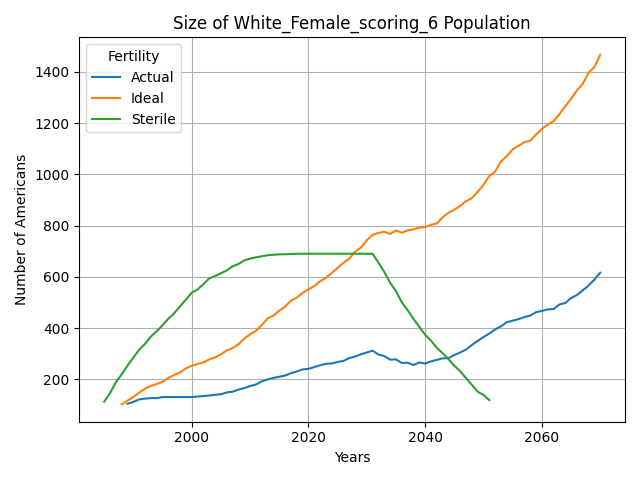 Size of White_Female_scoring_6 Population
Fertility
Actual
Ideal
Sterile
Number of Americans
1400
1200
1000
800
600
400
200
2000
2020
2040
2060
Years